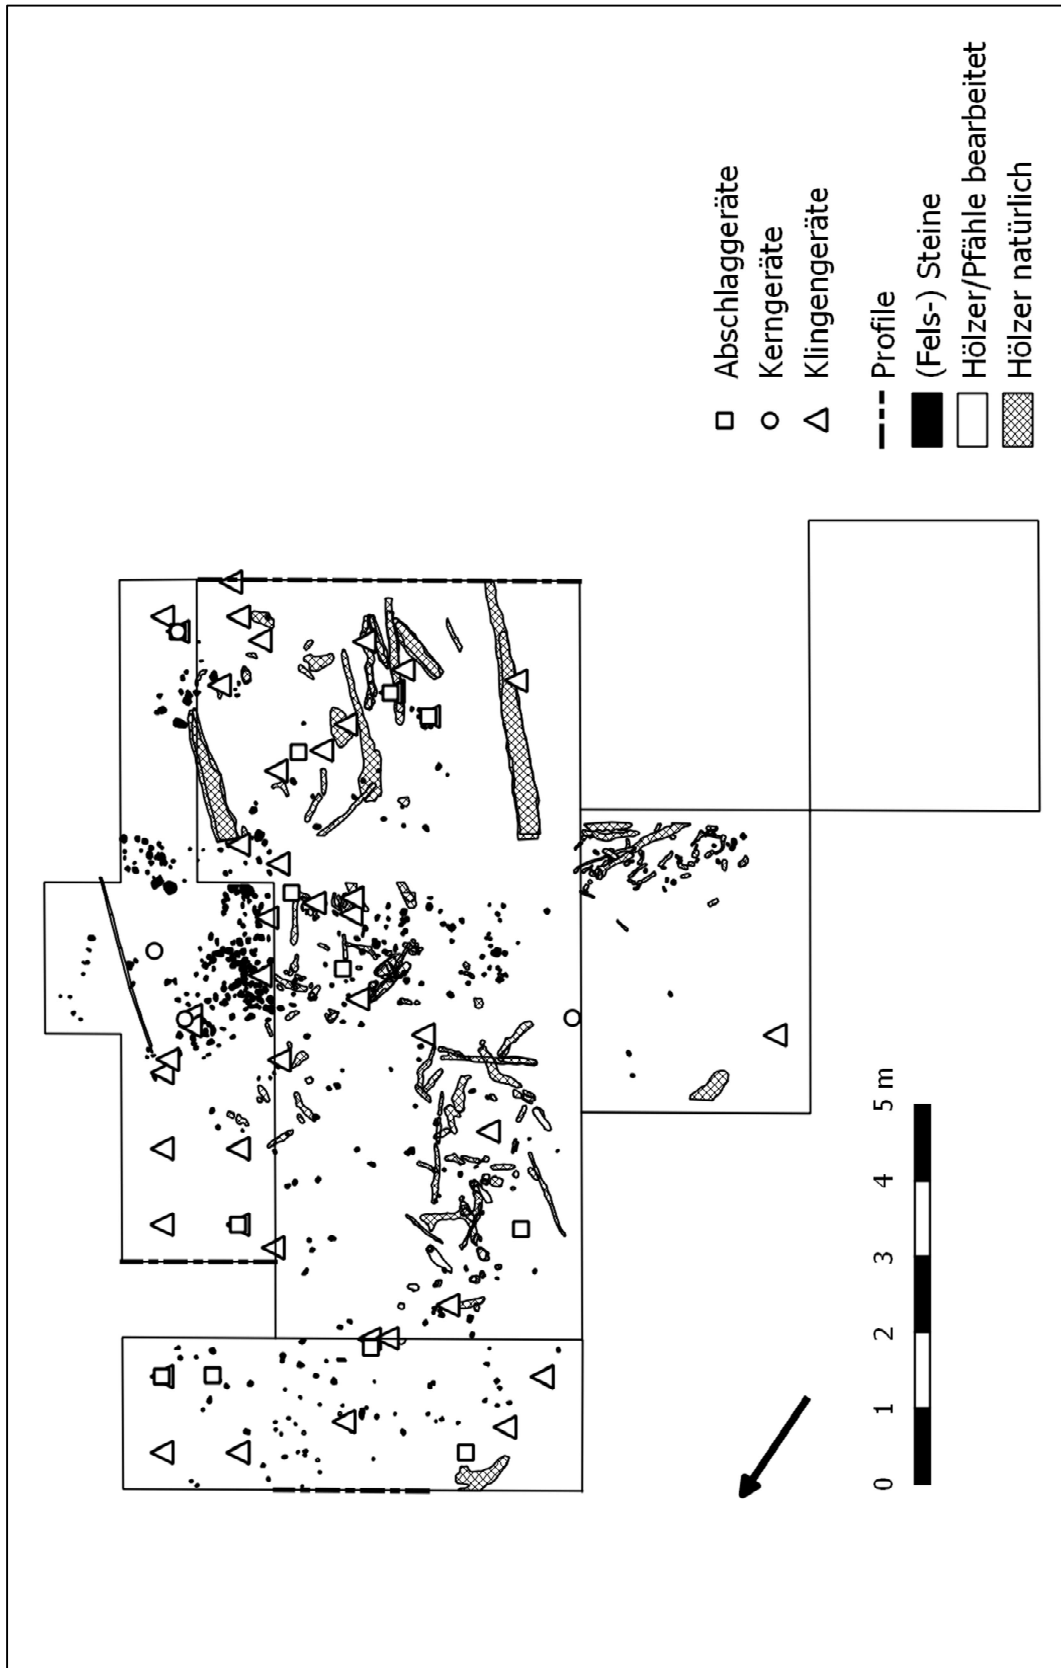 Abschlaggeräte
Kerngeräte
Klingengeräte
Profile
(Fels-) Steine
Hölzer/Pfähle bearbeitet
Hölzer natürlich
0 1 2 3 4 5 m